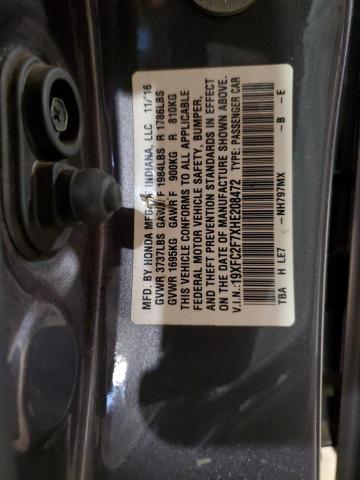 MFD. BY HONDA MFG. INDIANA, LLC 11/16
GVWR 3737LBS GAWR F 1984LBS R 1786LBS
GVWR 1695KG GAWR F 900KG R 810KG
THIS VEHICLE CONFORMS TO ALL APPLICABLE
FEDERAL MOTOR VEHICLE SAFETY, BUMPER,
AND THEFT PREVENTION STANDARDS IN EFFECT
ON THE DATE OF MANUFACTURE SHOWN ABOVE.
V.I.N.:19XFC2F7XHE208472 TYPE: PASSENGER CAR
TBA H LE7 -NH797MX -B -E